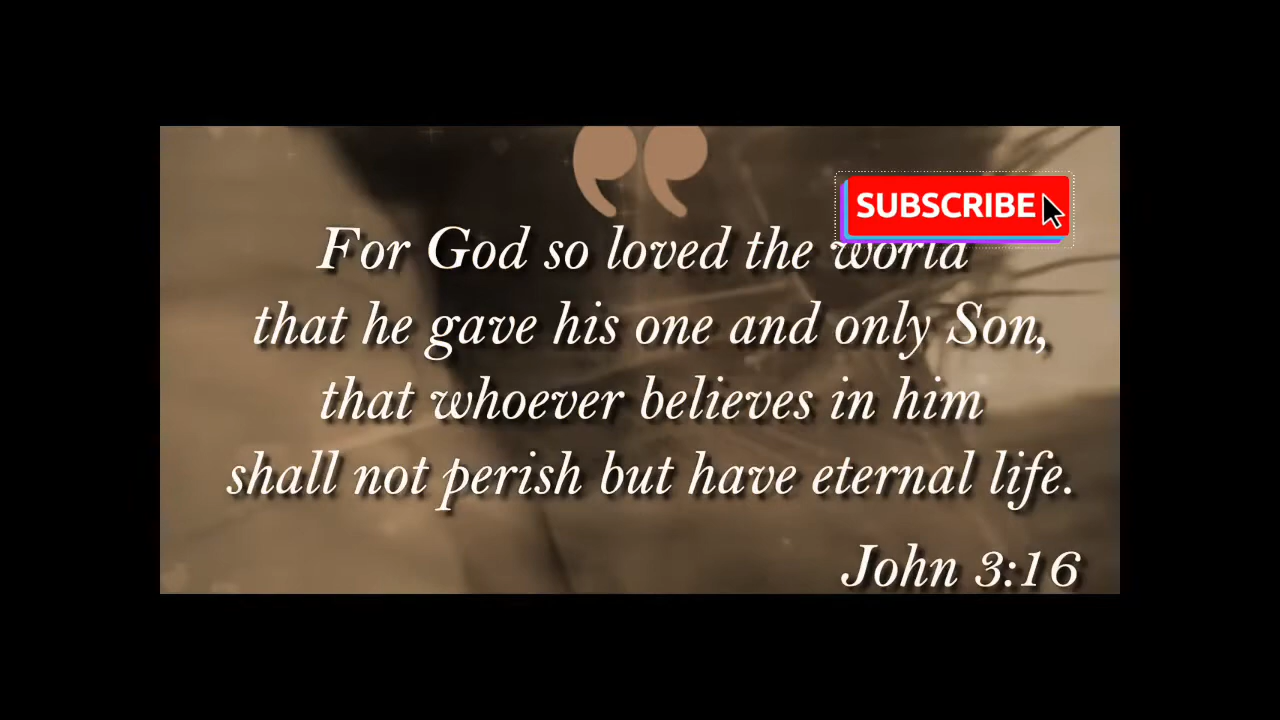 ❞
SUBSCRIBE
For God so loved the world
that he gave his one and only Son,
that whoever believes in him
shall not perish but have eternal life.
John 3:16